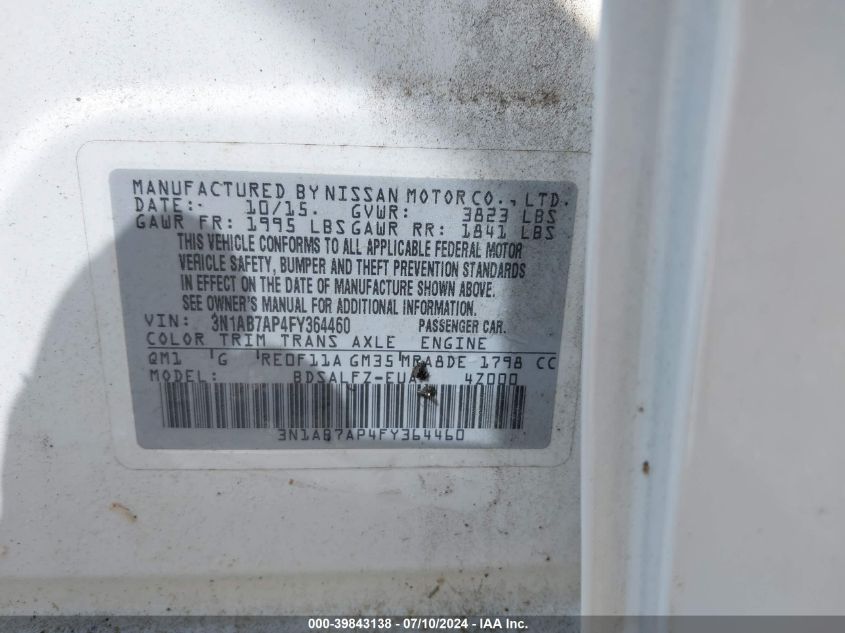 MANUFACTURED BY NISSAN MOTOR CO., LTD.
DATE: 10/15. GVWR: 3823 LBS
GAWR FR: 1995 LBS GAWR RR: 1841 LBS
THIS VEHICLE CONFORMS TO ALL APPLICABLE FEDERAL MOTOR
VEHICLE SAFETY, BUMPER AND THEFT PREVENTION STANDARDS
IN EFFECT ON THE DATE OF MANUFACTURE SHOWN ABOVE.
SEE OWNER'S MANUAL FOR ADDITIONAL INFORMATION.
VIN: 3N1AB7AP4FY364460 PASSENGER CAR.
COLOR TRIM TRANS AXLE ENGINE
QM1 G RE0F11A GM35 MRA8DE 1798 CC
MODEL: BDSALFZ-EUA 4Z000
3N1AB7AP4FY364460
000-39843138 - 07/10/2024 - © IAA Inc.